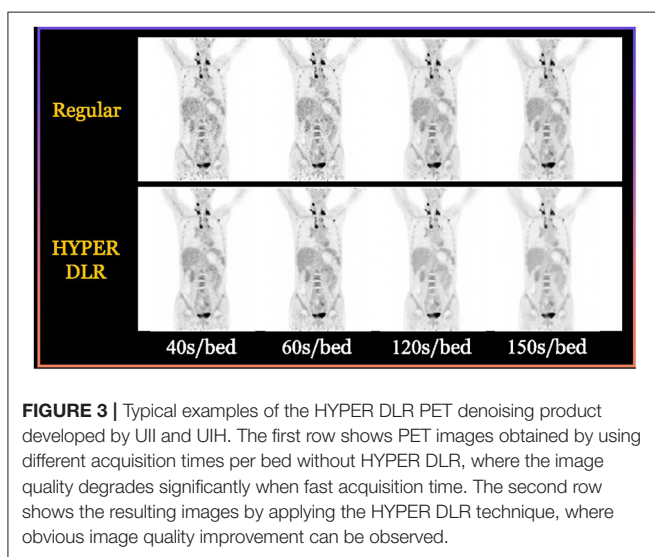 Regular
HYPER
DLR
40s/bed 60s/bed 120s/bed 150s/bed
FIGURE 3 | Typical examples of the HYPER DLR PET denoising product
developed by UII and UIH. The first row shows PET images obtained by using
different acquisition times per bed without HYPER DLR, where the image
quality degrades significantly when fast acquisition time. The second row
shows the resulting images by applying the HYPER DLR technique, where
obvious image quality improvement can be observed.